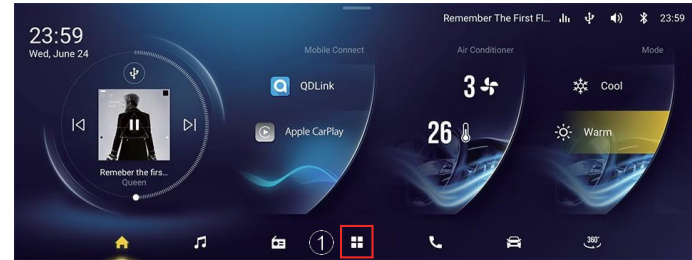 Remember The First Fl... 23:59
23:59
Wed, June 24
Mobile Connect
Air Conditioner
Mode
QDLink
3
Cool
Apple CarPlay
26
Warm
Remeber the firs...
Queen
1
360°